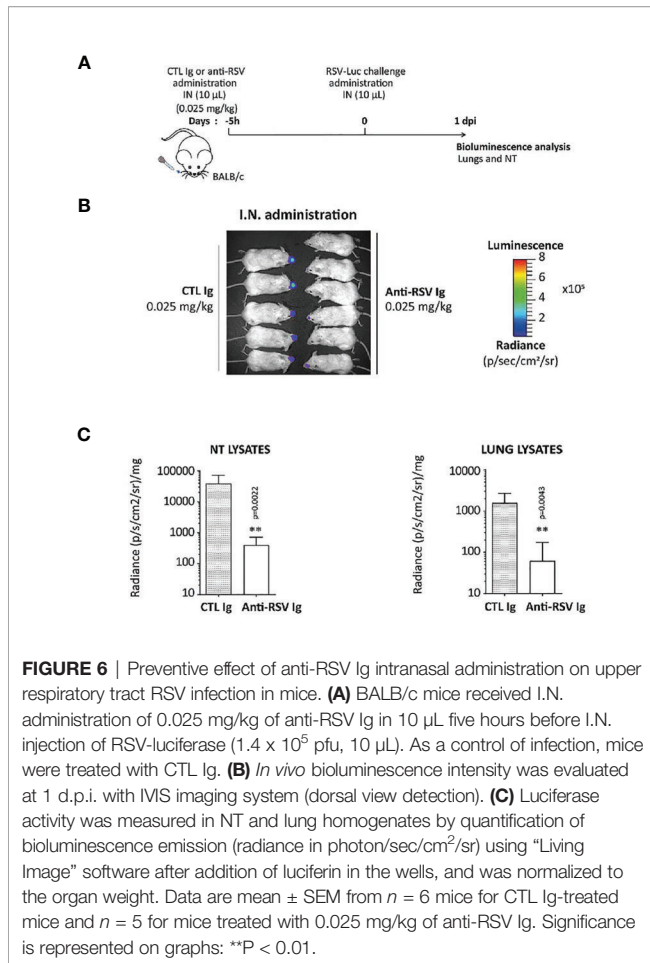 A
CTL Ig or anti-RSV
administration
IN (10 µL)
(0.025 mg/kg)
RSV-Luc challenge
administration
IN (10 µL)
Days : -5h 0 1 dpi
Bioluminescence analysis
Lungs and NT
BALB/c
B
I.N. administration
CTL Ig
0.025 mg/kg
Anti-RSV Ig
0.025 mg/kg
Luminescence
8
6
4
2
x10⁵
Radiance
(p/sec/cm²/sr)
C
NT LYSATES
Radiance (p/s/cm2/sr)/mg
100000
10000
1000
100
10
p=0.0022
**
CTL Ig Anti-RSV Ig
LUNG LYSATES
Radiance (p/s/cm2/sr)/mg
10000
1000
100
10
p=0.0043
**
CTL Ig Anti-RSV Ig
FIGURE 6 | Preventive effect of anti-RSV Ig intranasal administration on upper
respiratory tract RSV infection in mice. (A) BALB/c mice received I.N.
administration of 0.025 mg/kg of anti-RSV Ig in 10 µL five hours before I.N.
injection of RSV-luciferase (1.4 x 10⁵ pfu, 10 µL). As a control of infection, mice
were treated with CTL Ig. (B) In vivo bioluminescence intensity was evaluated
at 1 d.p.i. with IVIS imaging system (dorsal view detection). (C) Luciferase
activity was measured in NT and lung homogenates by quantification of
bioluminescence emission (radiance in photon/sec/cm²/sr) using “Living
Image” software after addition of luciferin in the wells, and was normalized to
the organ weight. Data are mean ± SEM from n = 6 mice for CTL Ig-treated
mice and n = 5 for mice treated with 0.025 mg/kg of anti-RSV Ig. Significance
is represented on graphs: **P < 0.01.